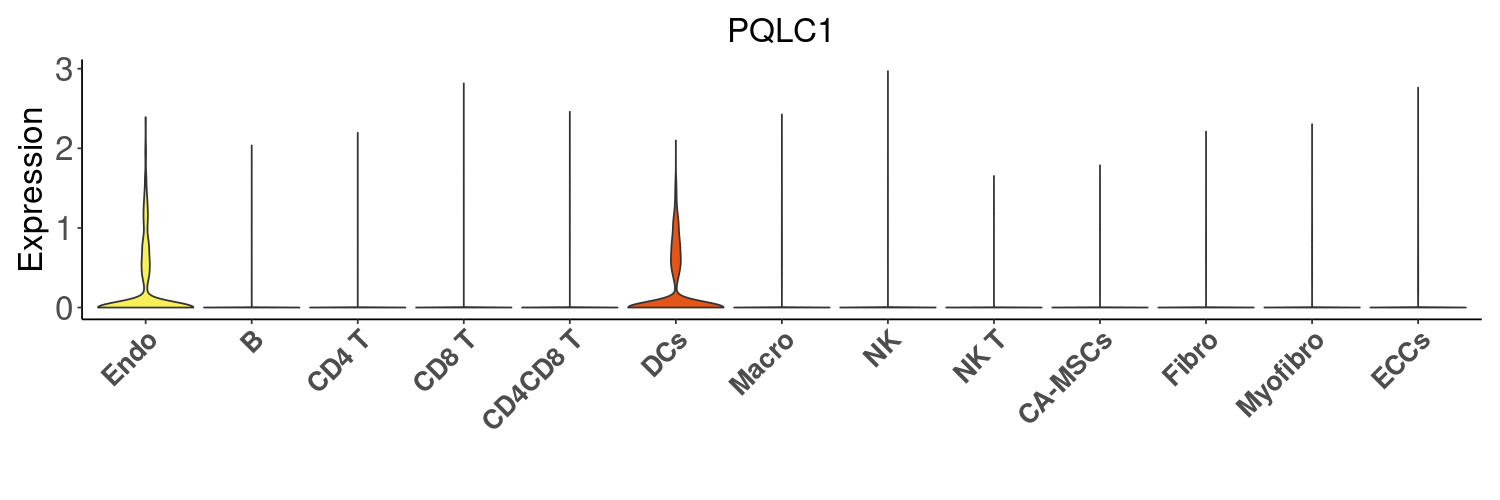 PQLC1
Expression
3
2
1
0
Endo
B
CD4 T
CD8 T
CD4CD8 T
DCs
Macro
NK
NK T
CA-MSCs
Fibro
Myofibro
ECCs